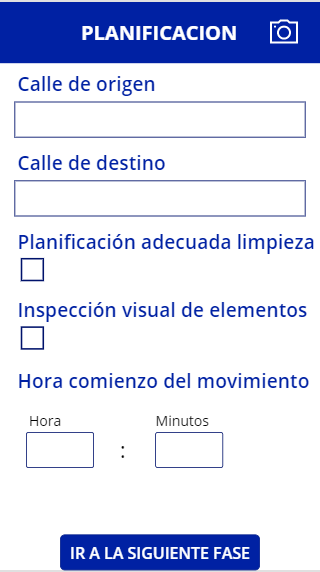 PLANIFICACION
Calle de origen
Calle de destino
Planificación adecuada limpieza
Inspección visual de elementos
Hora comienzo del movimiento
Hora Minutos
:
IR A LA SIGUIENTE FASE